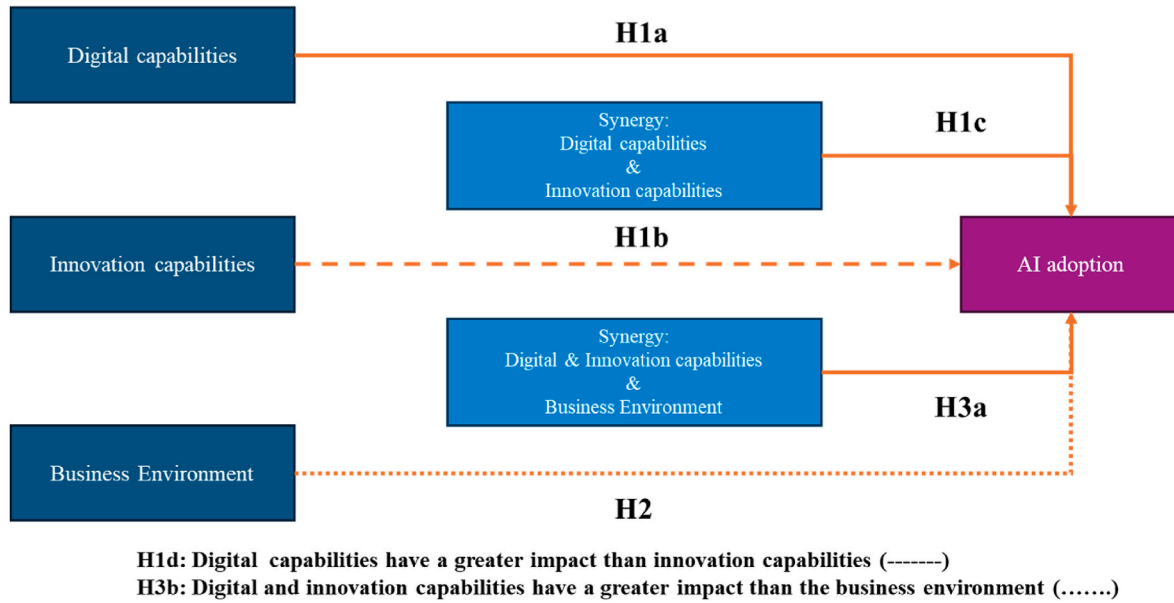 H1a
Digital capabilities
Synergy:
Digital capabilities
&
Innovation capabilities
H1c
H1b
Innovation capabilities
AI adoption
Synergy:
Digital & Innovation capabilities
&
Business Environment
H3a
Business Environment
H2
H1d: Digital capabilities have a greater impact than innovation capabilities (-------)
H3b: Digital and innovation capabilities have a greater impact than the business environment (.......)